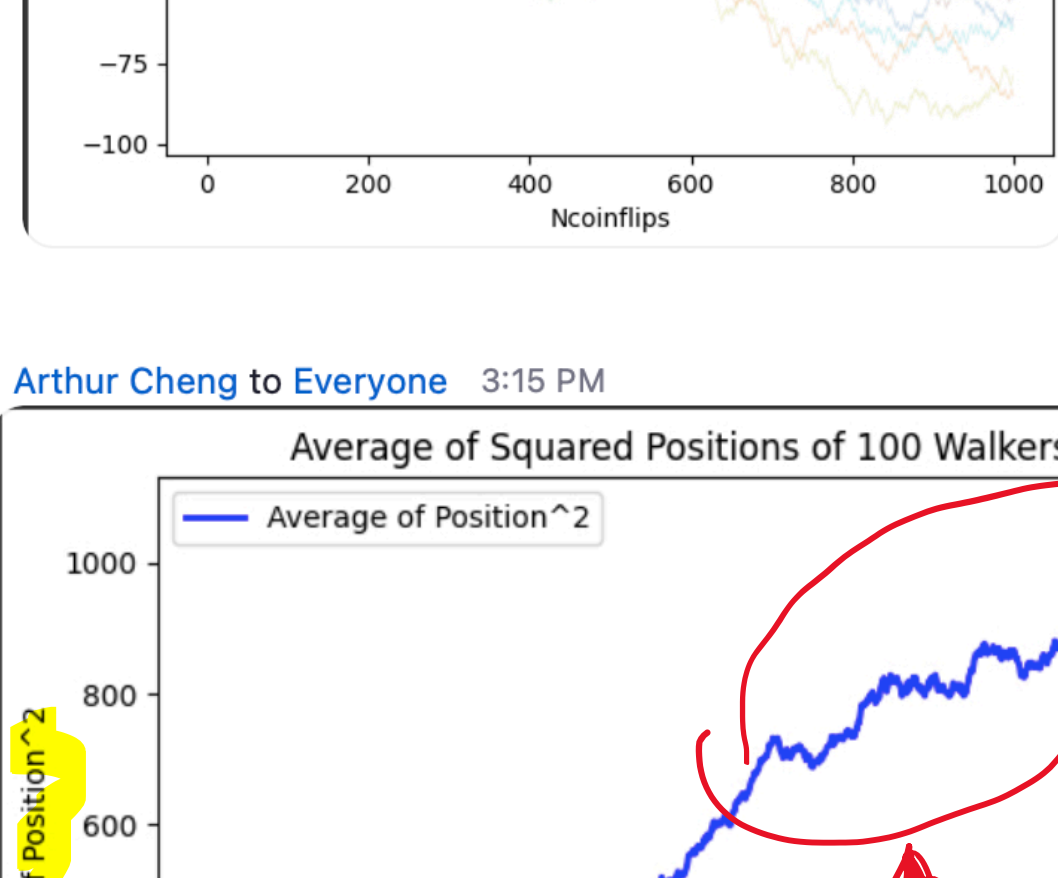 −75
−100
0 200 400 600 800 1000
Ncoinflips
Arthur Cheng to Everyone 3:15 PM
Average of Squared Positions of 100 Walkers
Average of Position^2
1000
800
600
f Position^2